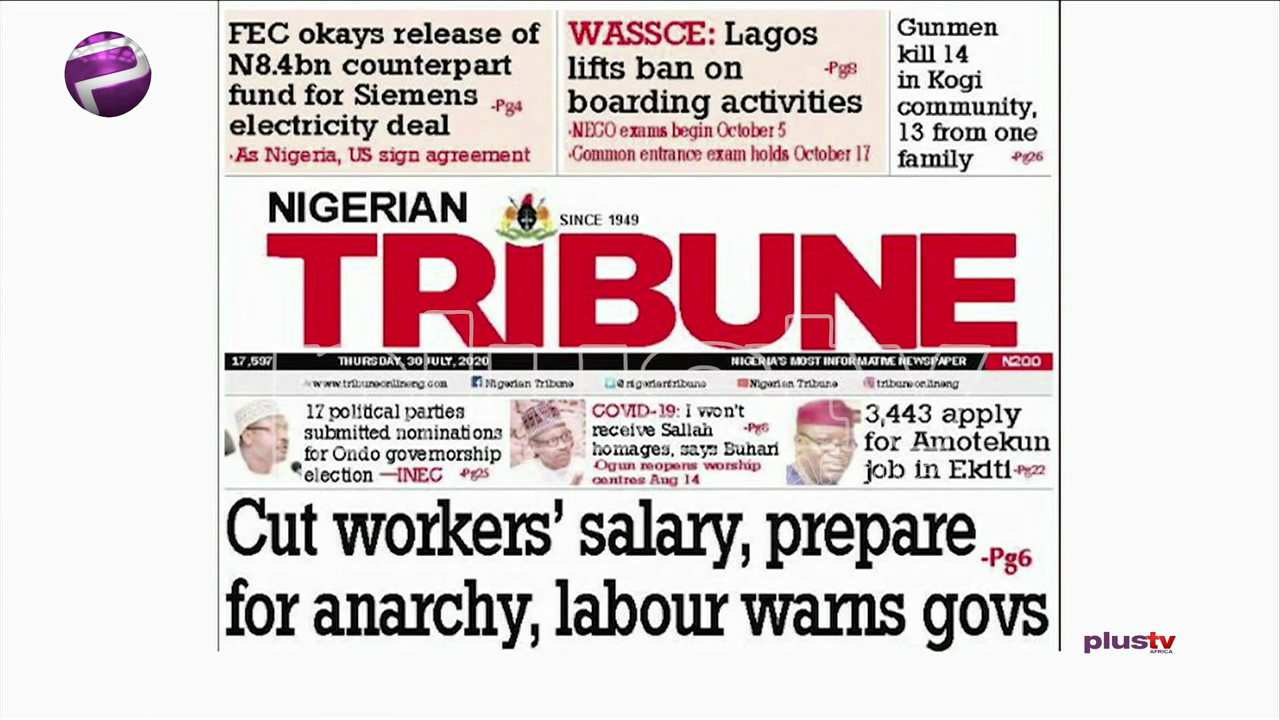 FEC okays release of
N8.4bn counterpart
fund for Siemens -Pg4
electricity deal
·As Nigeria, US sign agreement
WASSCE: Lagos
lifts ban on -Pg8
boarding activities
·NECO exams begin October 5
·Common entrance exam holds October 17
Gunmen
kill 14
in Kogi
community,
13 from one
family -Pg26
NIGERIAN
SINCE 1949
TRIBUNE
17,597 THURSDAY, 30 JULY, 2020 NIGERIA'S MOST INFORMATIVE NEWSPAPER N200
www.tribuneonlineng.com Nigerian Tribune @nigeriantribune Nigerian Tribune tribuneonlineng
17 political parties
submitted nominations
for Ondo governorship
election —INEC -Pg25
COVID-19: I won't
receive Sallah -Pg6
homages, says Buhari
·Ogun reopens worship
centres Aug 14
3,443 apply
for Amotekun
job in Ekiti -Pg22
Cut workers' salary, prepare -Pg6
for anarchy, labour warns govs
plustv
plustv
AFRICA